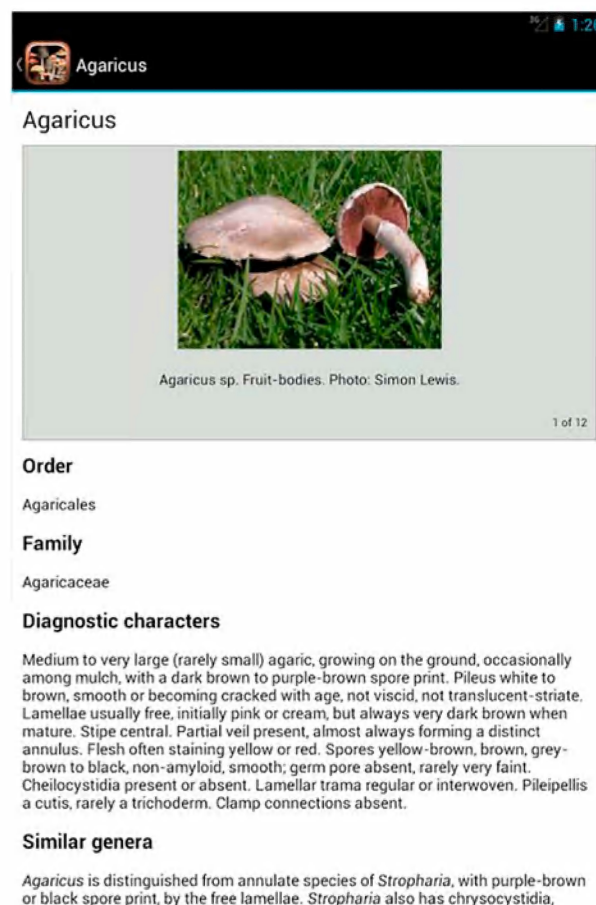 3G 1:20
Agaricus
Agaricus
Agaricus sp. Fruit-bodies. Photo: Simon Lewis.
1 of 12
Order
Agaricales
Family
Agaricaceae
Diagnostic characters
Medium to very large (rarely small) agaric, growing on the ground, occasionally
among mulch, with a dark brown to purple-brown spore print. Pileus white to
brown, smooth or becoming cracked with age, not viscid, not translucent-striate.
Lamellae usually free, initially pink or cream, but always very dark brown when
mature. Stipe central. Partial veil present, almost always forming a distinct
annulus. Flesh often staining yellow or red. Spores yellow-brown, brown, grey-
brown to black, non-amyloid, smooth; germ pore absent, rarely very faint.
Cheilocystidia present or absent. Lamellar trama regular or interwoven. Pileipellis
a cutis, rarely a trichoderm. Clamp connections absent.
Similar genera
Agaricus is distinguished from annulate species of Stropharia, with purple-brown
or black spore print, by the free lamellae. Stropharia also has chrysocystidia,